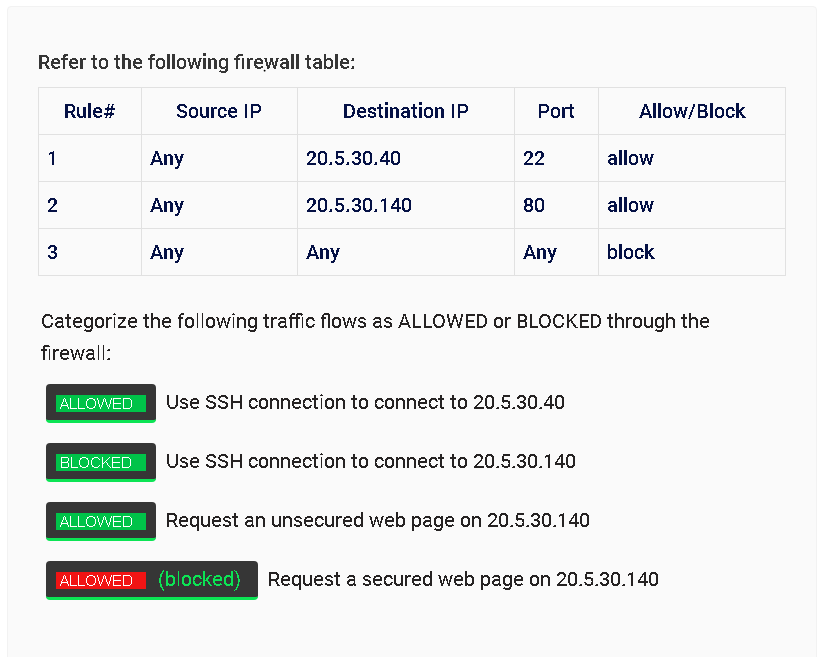 Refer to the following firewall table:
Rule# Source IP Destination IP Port Allow/Block
1 Any 20.5.30.40 22 allow
2 Any 20.5.30.140 80 allow
3 Any Any Any block
Categorize the following traffic flows as ALLOWED or BLOCKED through the
firewall:
ALLOWED Use SSH connection to connect to 20.5.30.40
BLOCKED Use SSH connection to connect to 20.5.30.140
ALLOWED Request an unsecured web page on 20.5.30.140
ALLOWED (blocked) Request a secured web page on 20.5.30.140